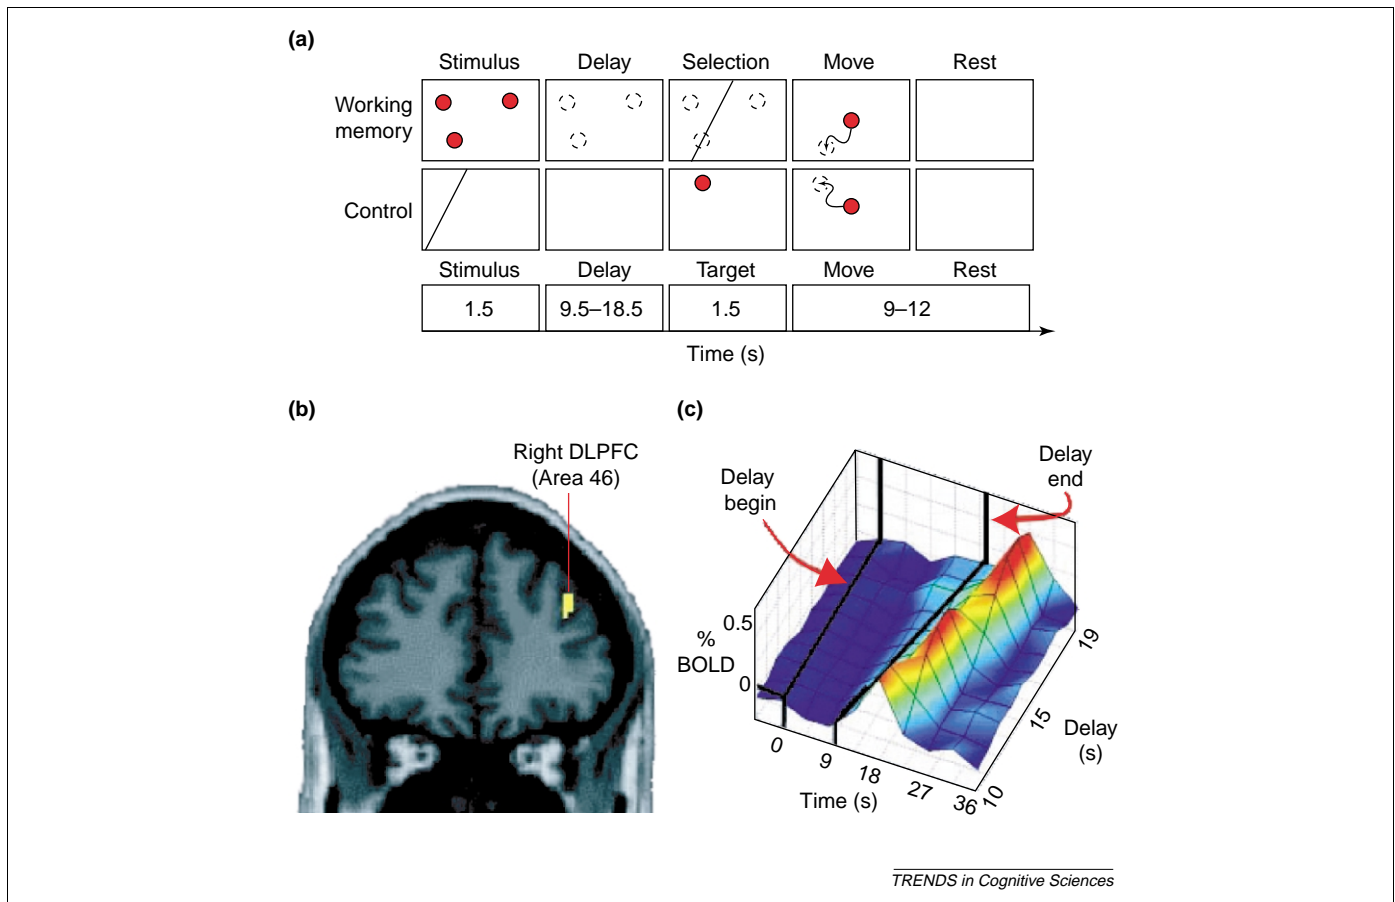 (a)
Stimulus Delay Selection Move Rest
Working
memory
Control
Stimulus Delay Target Move Rest
1.5 9.5–18.5 1.5 9–12
Time (s)
(b)
Right DLPFC
(Area 46)
(c)
Delay
begin
Delay
end
0.5
%
BOLD
0
0 9 18 27 36
Time (s)
10 15 19
Delay
(s)
TRENDS in Cognitive Sciences